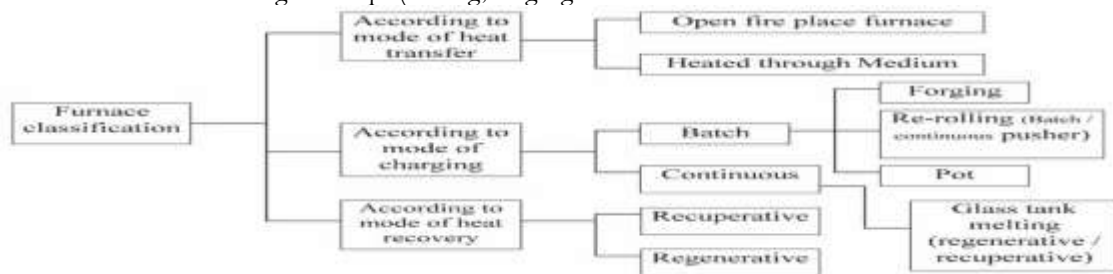 Furnace
classification
According to
mode of heat
transfer
Open fire place furnace
Heated through Medium
According to
mode of
charging
Batch
Forging
Re-rolling (Batch /
continuous pusher)
Pot
Continuous
Glass tank
melting
(regenerative /
recuperative)
According to
mode of heat
recovery
Recuperative
Regenerative